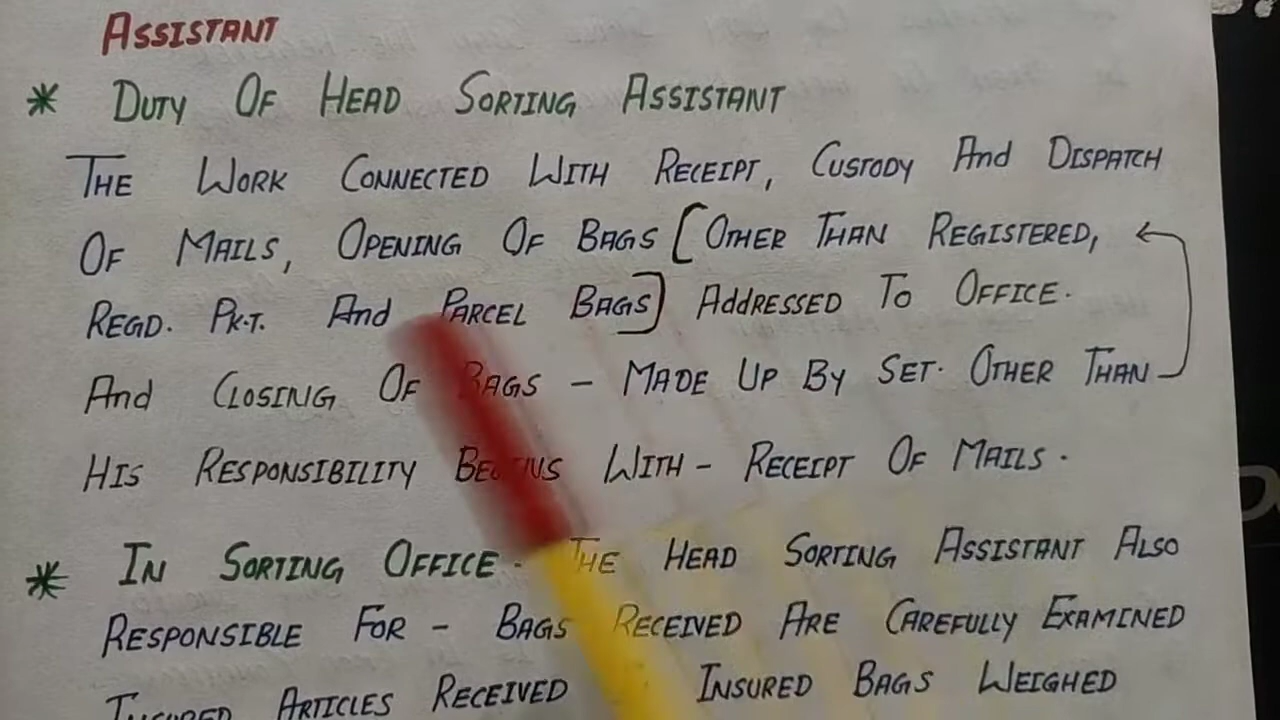 ASSISTANT
* DUTY OF HEAD SORTING ASSISTANT
THE WORK CONNECTED WITH RECEIPT, CUSTODY And DISPATCH
OF MAILS, OPENING OF BAGS [OTHER THAN REGISTERED,
REGD. PK.T. And PARCEL BAGS] ADDRESSED TO OFFICE.
And CLOSING OF BAGS - MADE UP BY SET. OTHER THAN
HIS RESPONSIBILITY BEGINS WITH - RECEIPT OF MAILS.
* IN SORTING OFFICE. THE HEAD SORTING ASSISTANT ALSO
RESPONSIBLE FOR - BAGS RECEIVED ARE CAREFULLY EXAMINED
INSURED ARTICLES RECEIVED INSURED BAGS WEIGHED